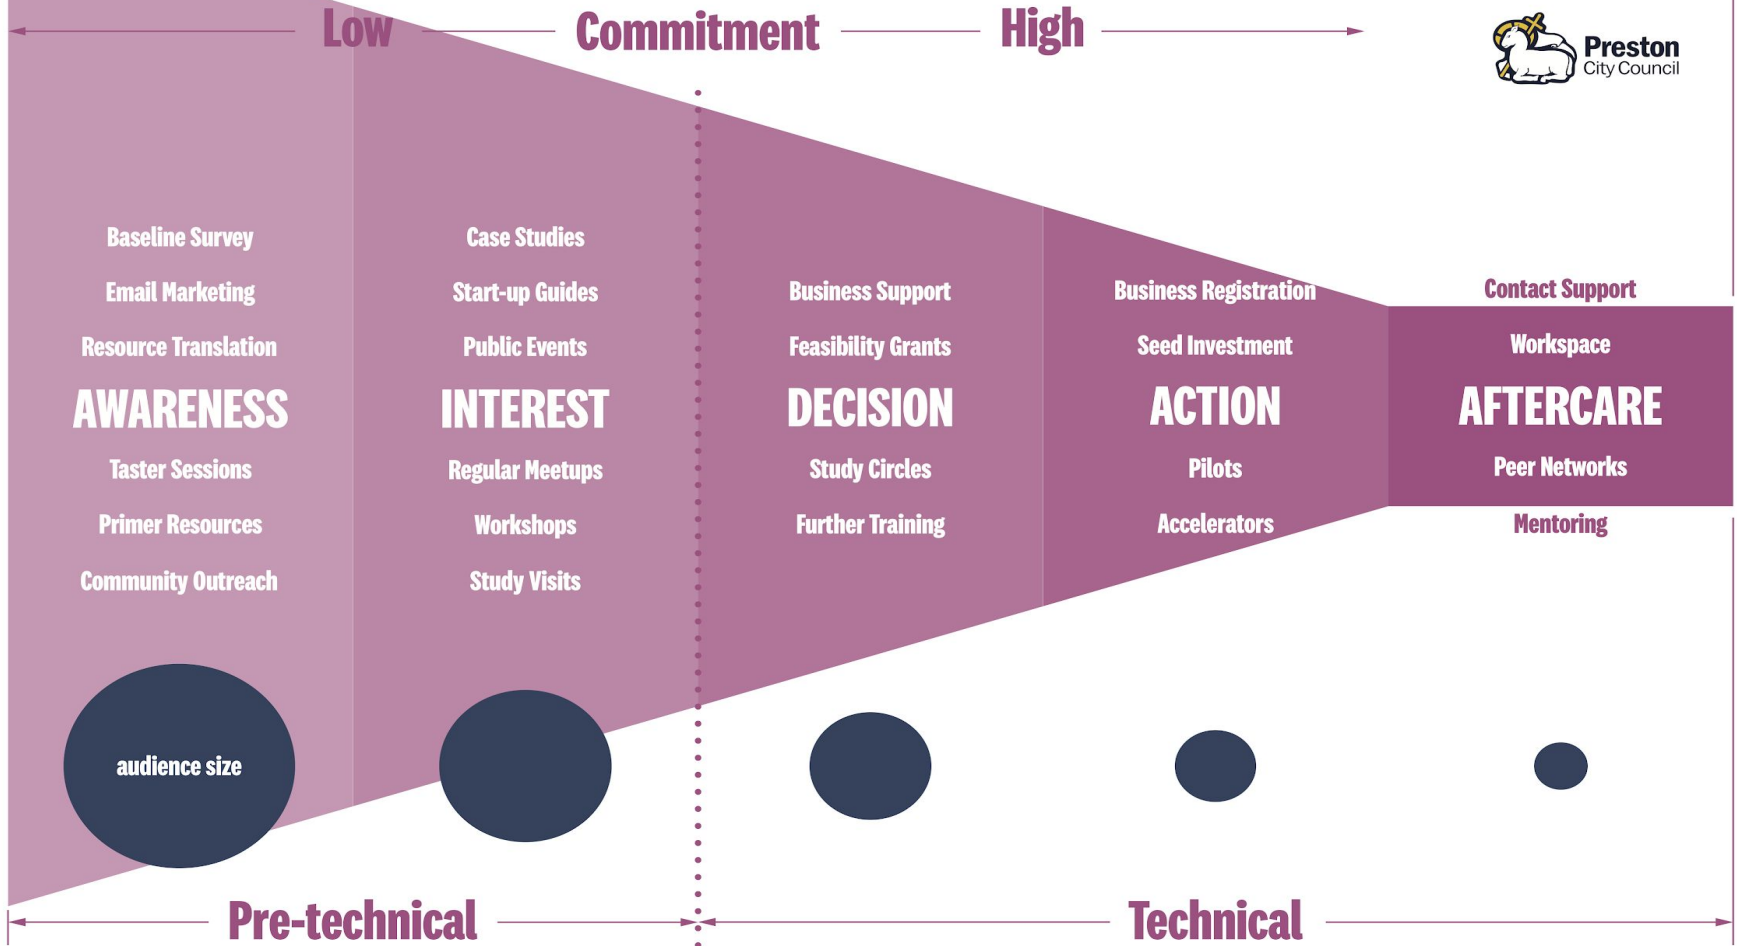 Low
Commitment
High
Preston
City Council
Baseline Survey
Email Marketing
Resource Translation
AWARENESS
Taster Sessions
Primer Resources
Community Outreach
Case Studies
Start-up Guides
Public Events
INTEREST
Regular Meetups
Workshops
Study Visits
Business Support
Feasibility Grants
DECISION
Study Circles
Further Training
Business Registration
Seed Investment
ACTION
Pilots
Accelerators
Contact Support
Workspace
AFTERCARE
Peer Networks
Mentoring
audience size
Pre-technical
Technical